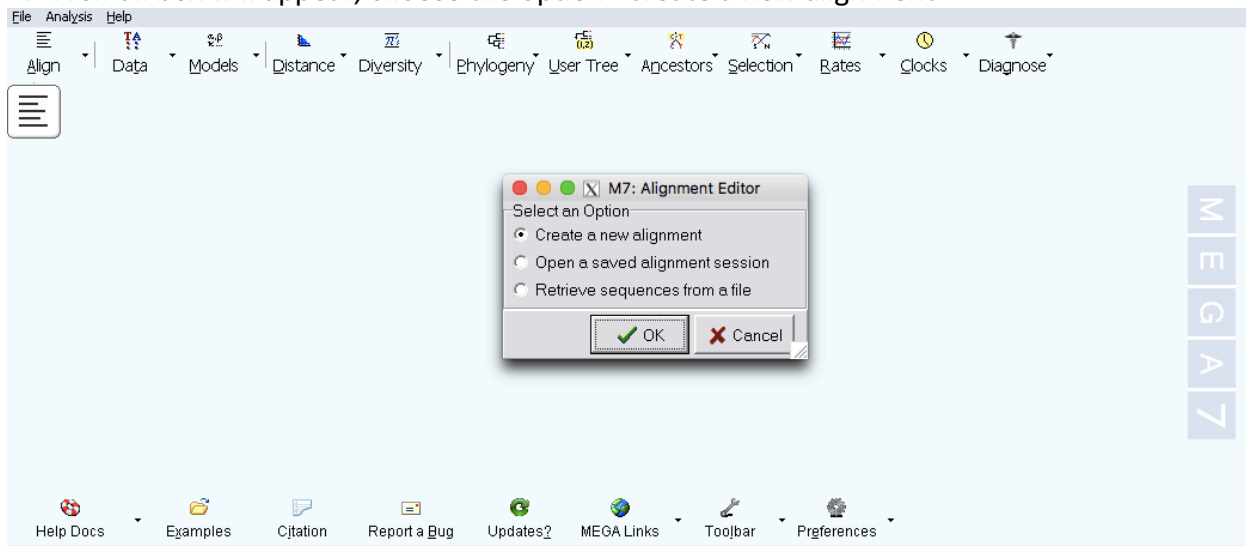 File Analysis Help
Align Data Models Distance Diversity Phylogeny User Tree Ancestors Selection Rates Clocks Diagnose
M7: Alignment Editor
Select an Option
Create a new alignment
Open a saved alignment session
Retrieve sequences from a file
OK Cancel
MEGA7
Help Docs Examples Citation Report a Bug Updates? MEGA Links Toolbar Preferences